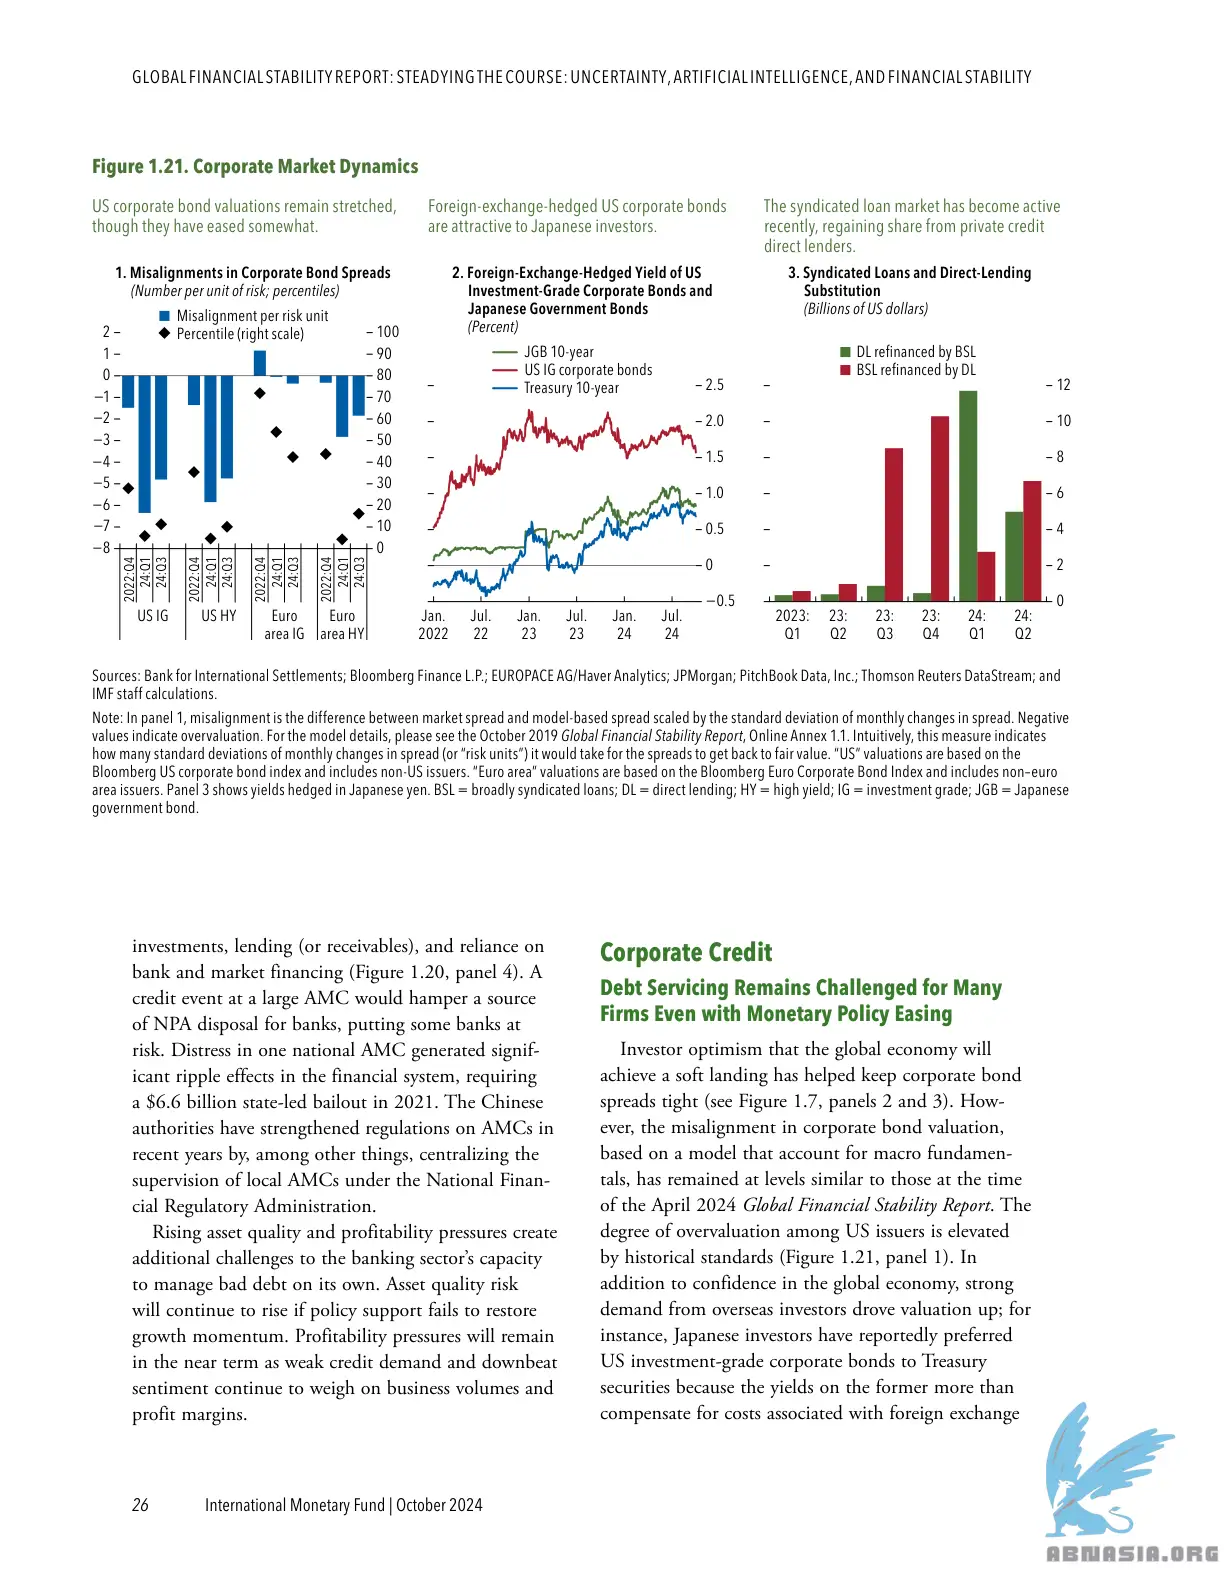 GLOBAL FINANCIAL STABILITY REPORT: STEADYING THE COURSE: UNCERTAINTY, ARTIFICIAL INTELLIGENCE, AND FINANCIAL STABILITY
Figure 1.21. Corporate Market Dynamics
US corporate bond valuations remain stretched,
though they have eased somewhat.
1. Misalignments in Corporate Bond Spreads
(Number per unit of risk; percentiles)
Misalignment per risk unit
Percentile (right scale)
2
1
0
−1
−2
−3
−4
−5
−6
−7
−8
100
90
80
70
60
50
40
30
20
10
0
2022:Q4
24:Q1
24:Q3
2022:Q4
24:Q1
24:Q3
2022:Q4
24:Q1
24:Q3
2022:Q4
24:Q1
24:Q3
US IG
US HY
Euro
area IG
Euro
area HY
Foreign-exchange-hedged US corporate bonds
are attractive to Japanese investors.
2. Foreign-Exchange-Hedged Yield of US
Investment-Grade Corporate Bonds and
Japanese Government Bonds
(Percent)
JGB 10-year
US IG corporate bonds
Treasury 10-year
2.5
2.0
1.5
1.0
0.5
0
−0.5
Jan. 2022
Jul. 22
Jan. 23
Jul. 23
Jan. 24
Jul. 24
The syndicated loan market has become active
recently, regaining share from private credit
direct lenders.
3. Syndicated Loans and Direct-Lending
Substitution
(Billions of US dollars)
DL refinanced by BSL
BSL refinanced by DL
12
10
8
6
4
2
0
2023: Q1
23: Q2
23: Q3
23: Q4
24: Q1
24: Q2
Sources: Bank for International Settlements; Bloomberg Finance L.P.; EUROPACE AG/Haver Analytics; JPMorgan; PitchBook Data, Inc.; Thomson Reuters DataStream; and
IMF staff calculations.
Note: In panel 1, misalignment is the difference between market spread and model-based spread scaled by the standard deviation of monthly changes in spread. Negative
values indicate overvaluation. For the model details, please see the October 2019 Global Financial Stability Report, Online Annex 1.1. Intuitively, this measure indicates
how many standard deviations of monthly changes in spread (or “risk units”) it would take for the spreads to get back to fair value. “US” valuations are based on the
Bloomberg US corporate bond index and includes non-US issuers. “Euro area” valuations are based on the Bloomberg Euro Corporate Bond Index and includes non–euro
area issuers. Panel 3 shows yields hedged in Japanese yen. BSL = broadly syndicated loans; DL = direct lending; HY = high yield; IG = investment grade; JGB = Japanese
government bond.
investments, lending (or receivables), and reliance on
bank and market financing (Figure 1.20, panel 4). A
credit event at a large AMC would hamper a source
of NPA disposal for banks, putting some banks at
risk. Distress in one national AMC generated signif-
icant ripple effects in the financial system, requiring
a $6.6 billion state-led bailout in 2021. The Chinese
authorities have strengthened regulations on AMCs in
recent years by, among other things, centralizing the
supervision of local AMCs under the National Finan-
cial Regulatory Administration.
Rising asset quality and profitability pressures create
additional challenges to the banking sector’s capacity
to manage bad debt on its own. Asset quality risk
will continue to rise if policy support fails to restore
growth momentum. Profitability pressures will remain
in the near term as weak credit demand and downbeat
sentiment continue to weigh on business volumes and
profit margins.
Corporate Credit
Debt Servicing Remains Challenged for Many
Firms Even with Monetary Policy Easing
Investor optimism that the global economy will
achieve a soft landing has helped keep corporate bond
spreads tight (see Figure 1.7, panels 2 and 3). How-
ever, the misalignment in corporate bond valuation,
based on a model that account for macro fundamen-
tals, has remained at levels similar to those at the time
of the April 2024 Global Financial Stability Report. The
degree of overvaluation among US issuers is elevated
by historical standards (Figure 1.21, panel 1). In
addition to confidence in the global economy, strong
demand from overseas investors drove valuation up; for
instance, Japanese investors have reportedly preferred
US investment-grade corporate bonds to Treasury
securities because the yields on the former more than
compensate for costs associated with foreign exchange
26 International Monetary Fund | October 2024
ABNASIA.ORG